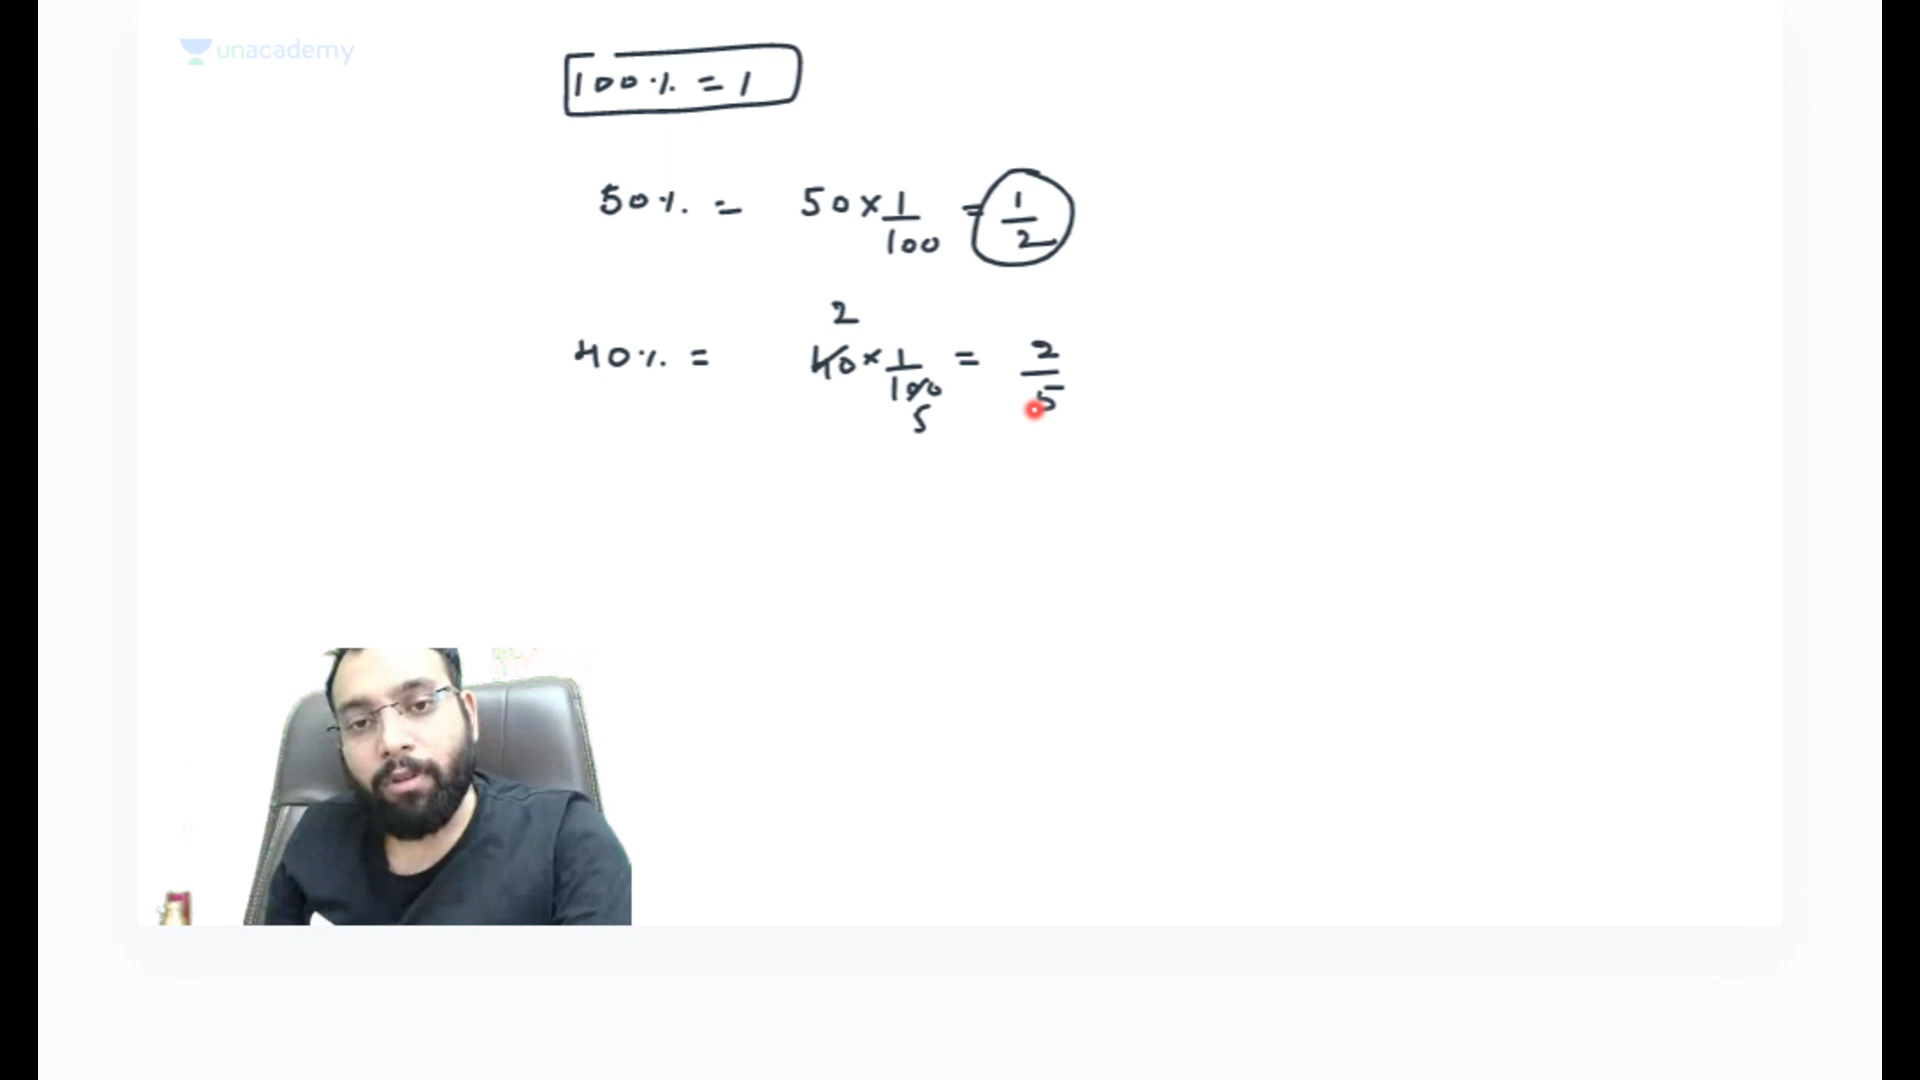 unacademy
100% = 1
50% = 50 × 1/100 = 1/2
2
40% = 40 × 1/100 = 2/5
5